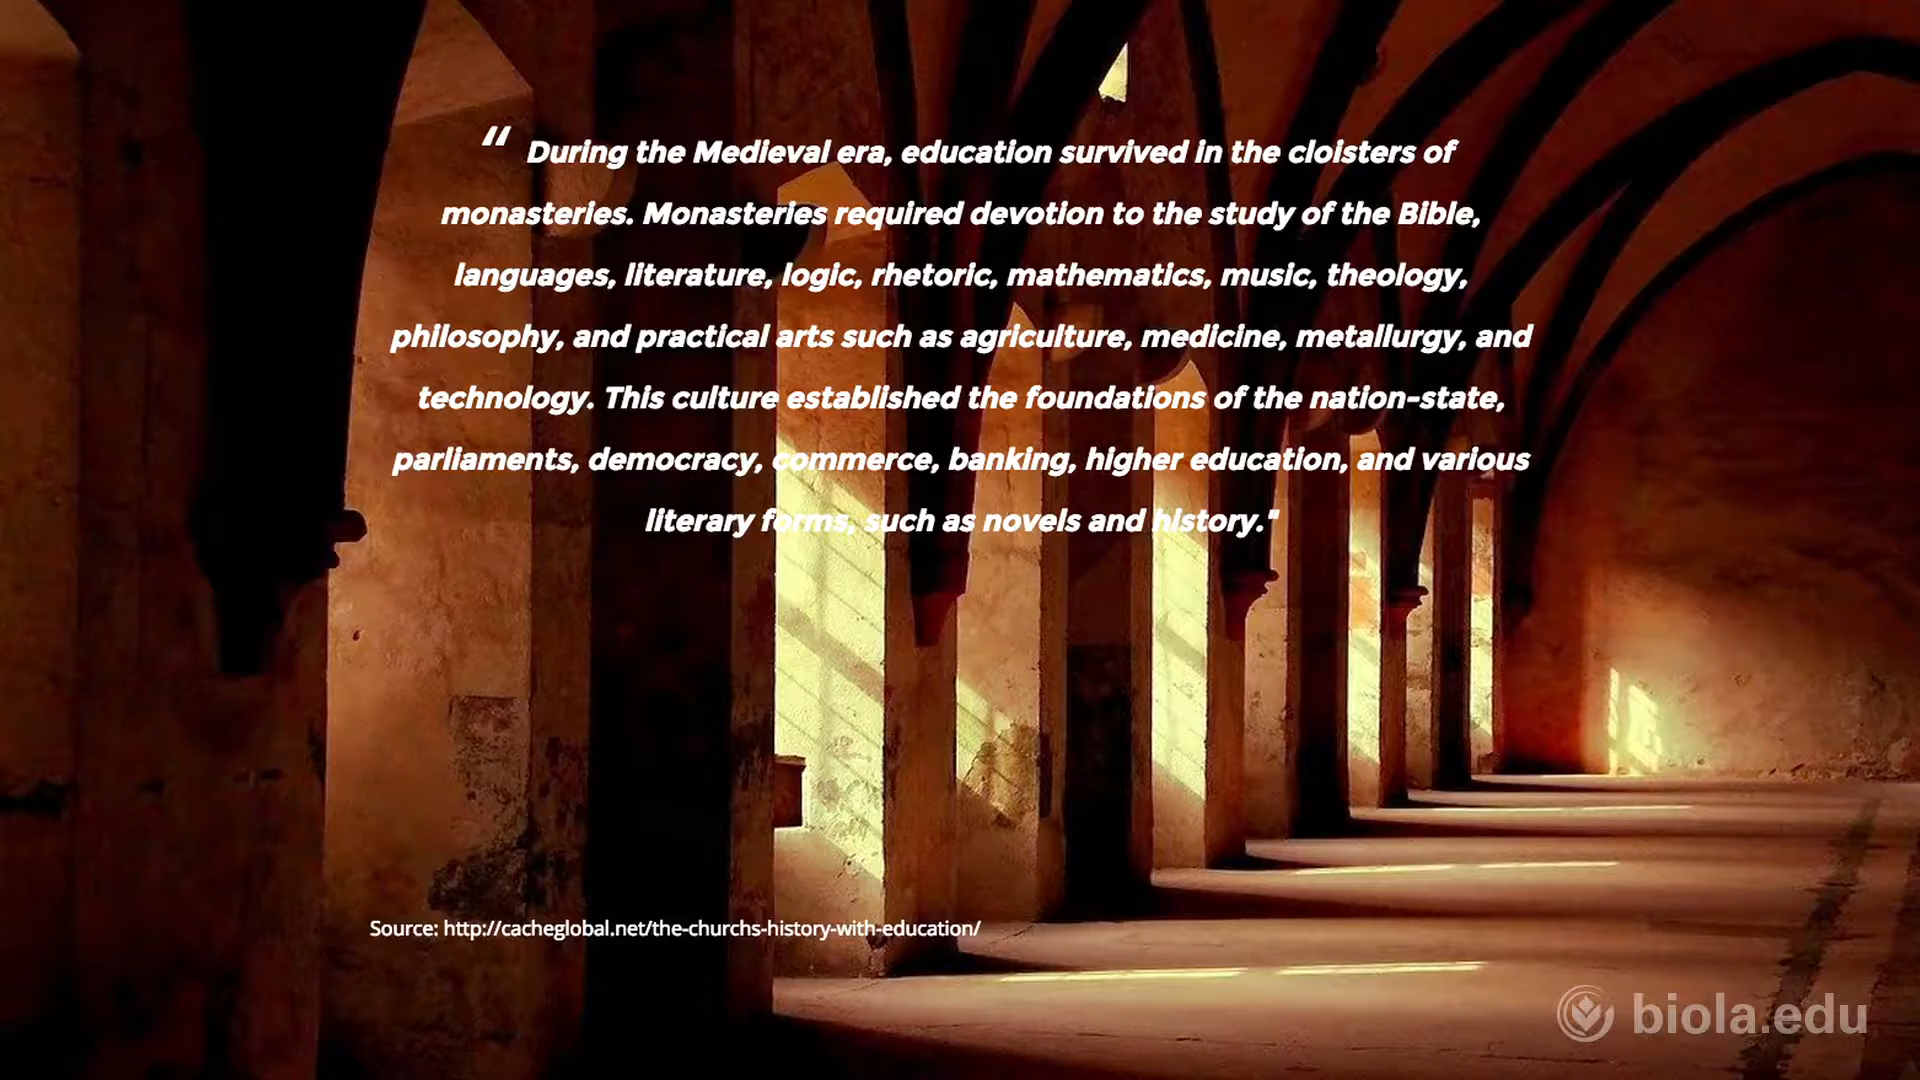 “ During the Medieval era, education survived in the cloisters of
monasteries. Monasteries required devotion to the study of the Bible,
languages, literature, logic, rhetoric, mathematics, music, theology,
philosophy, and practical arts such as agriculture, medicine, metallurgy, and
technology. This culture established the foundations of the nation-state,
parliaments, democracy, commerce, banking, higher education, and various
literary forms, such as novels and history."
Source: http://cacheglobal.net/the-churchs-history-with-education/
biola.edu